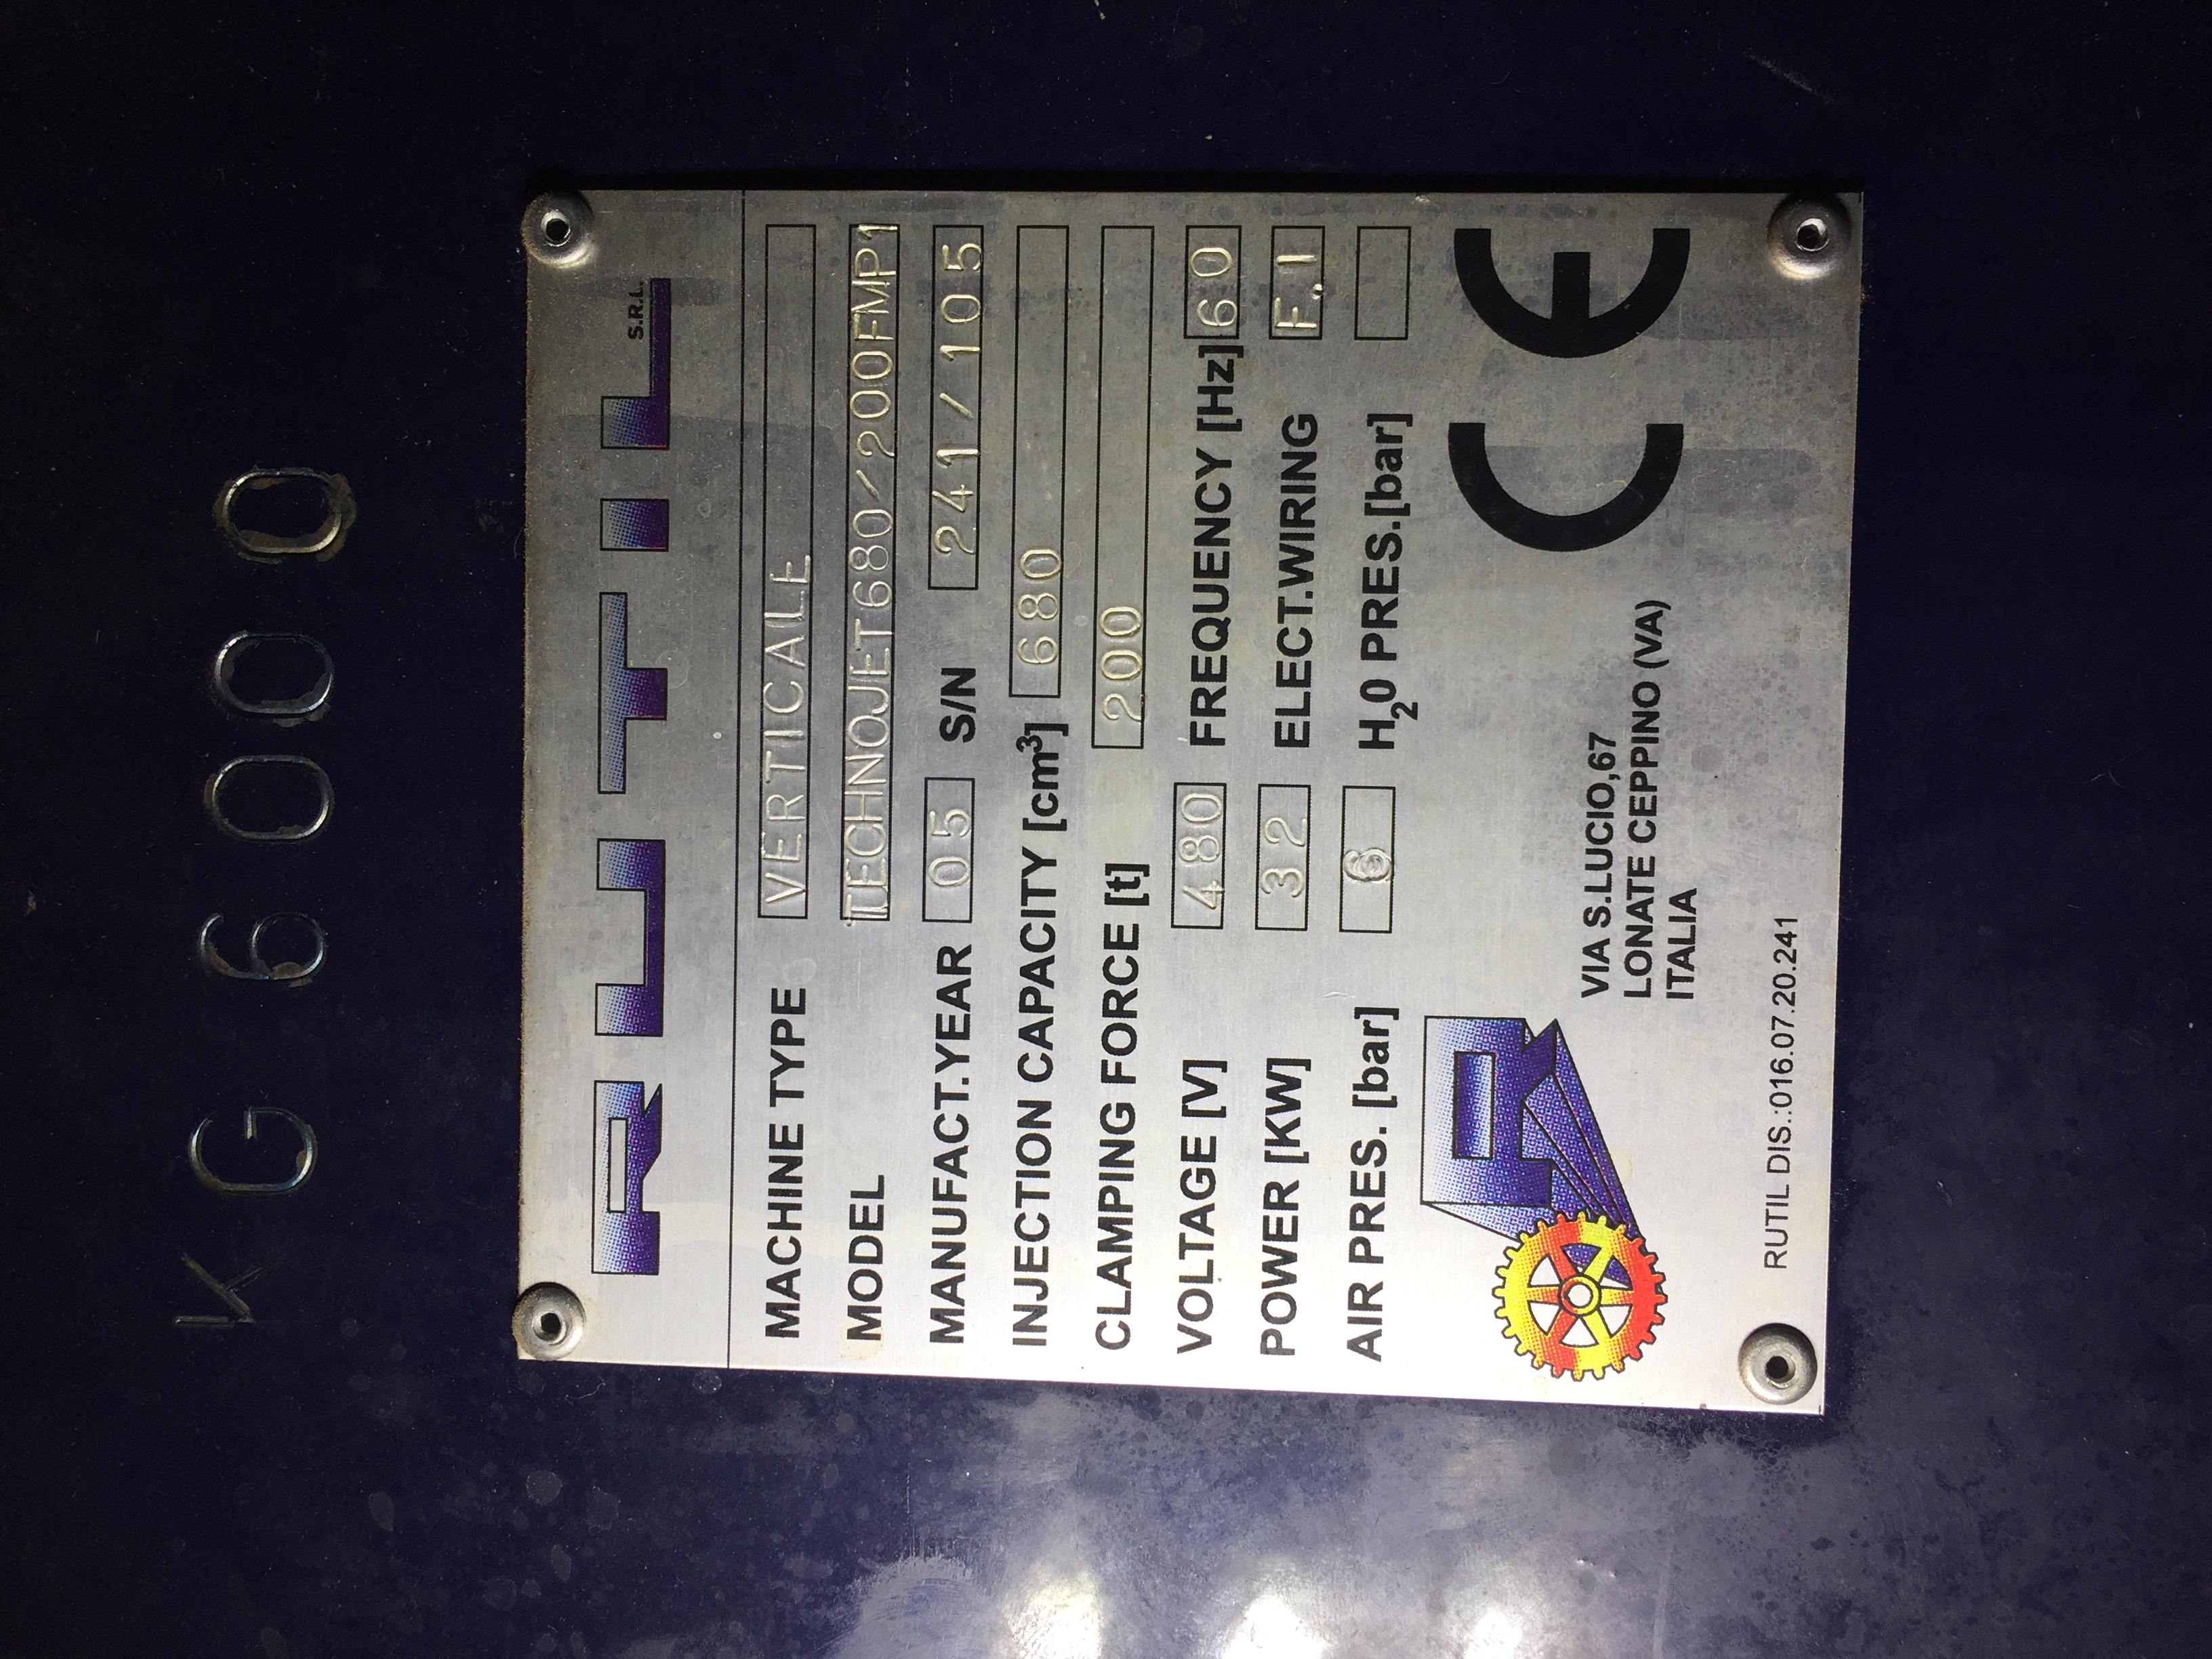 KG6000
RUTIL S.R.L.
MACHINE TYPE VERTICALE
MODEL TECHNOJET680/200FMP1
MANUFACT.YEAR 05 S/N 241/105
INJECTION CAPACITY [cm³] 680
CLAMPING FORCE [t] 200
VOLTAGE [V] 480 FREQUENCY [Hz] 60
POWER [KW] 32 ELECT.WIRING F.I
AIR PRES. [bar] 6 H₂0 PRES.[bar]
R
VIA S.LUCIO,67
LONATE CEPPINO (VA)
ITALIA
CE
RUTIL DIS.:016.07.20.241